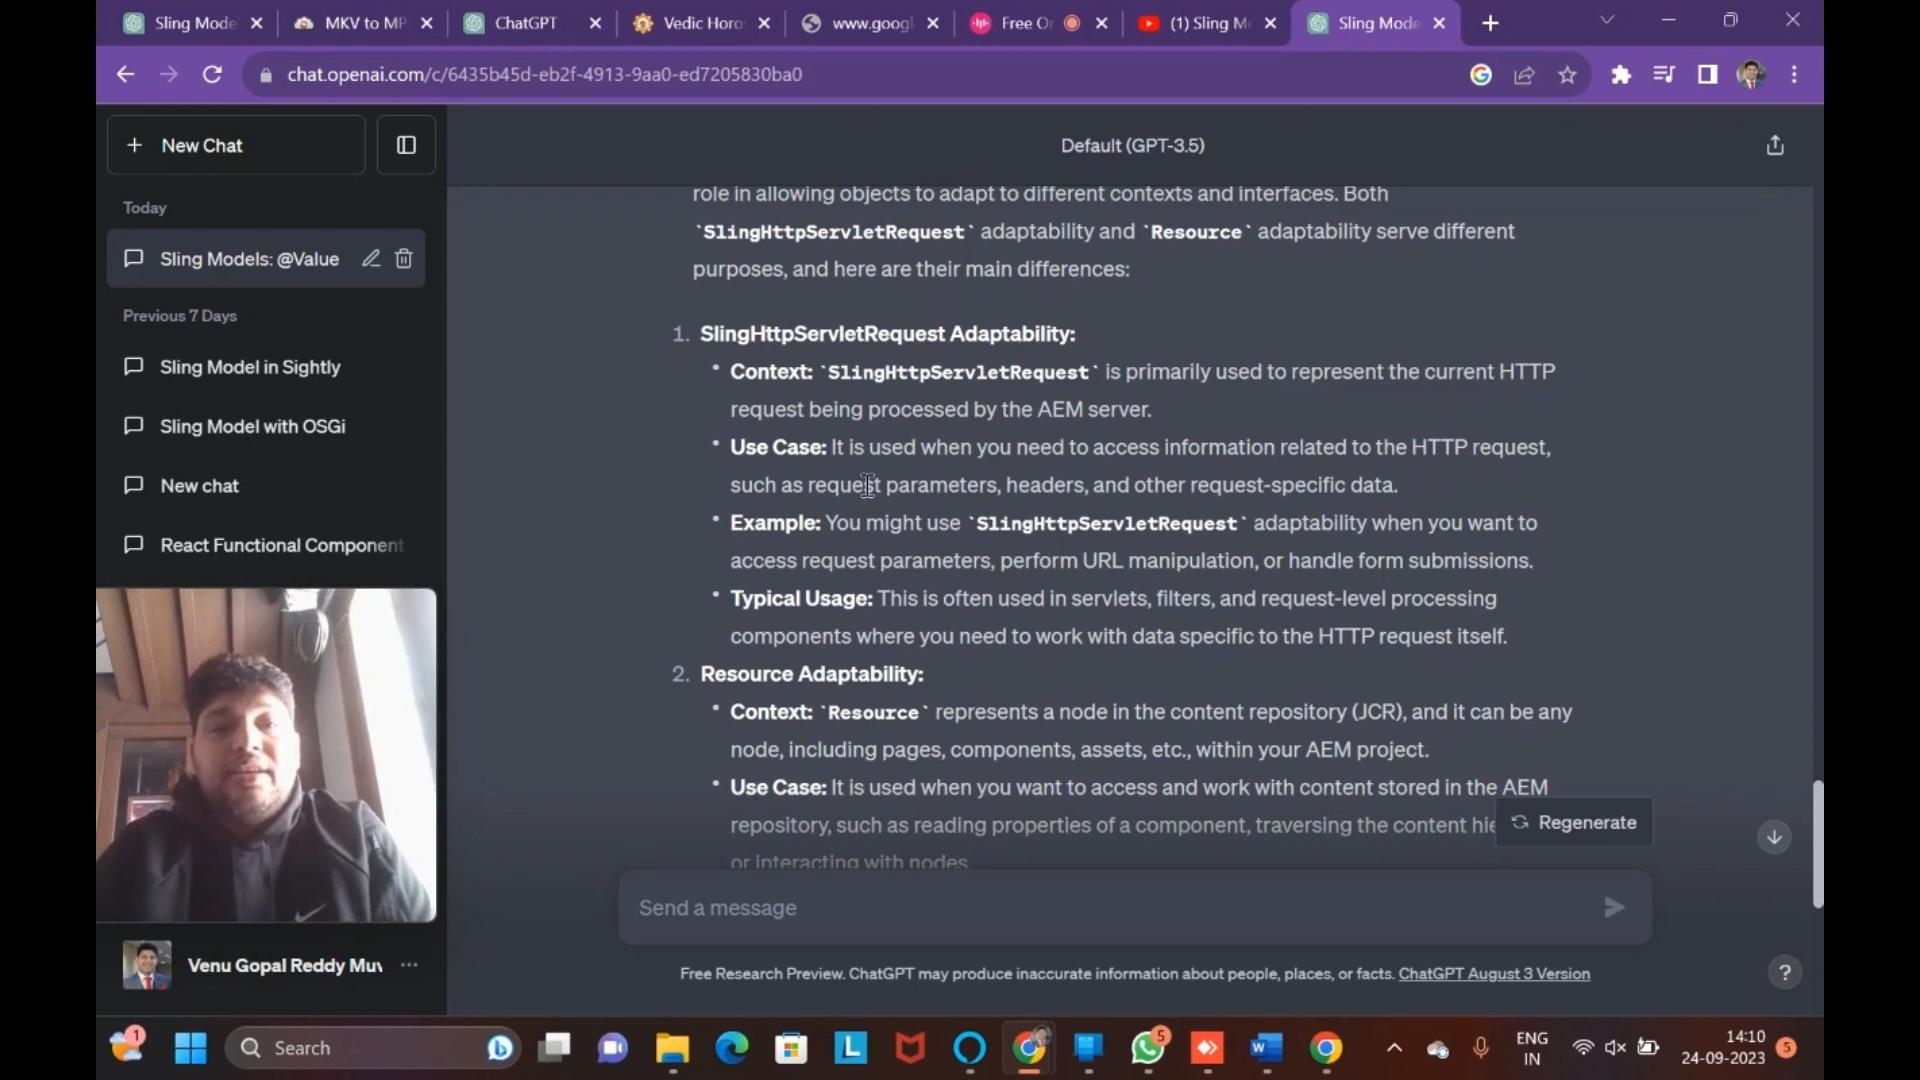 Sling Mode
MKV to MP
ChatGPT
Vedic Horo
www.googl
Free O
(1) Sling M
Sling Mode
chat.openai.com/c/6435b45d-eb2f-4913-9aa0-ed7205830ba0
+ New Chat
Default (GPT-3.5)
Today
Sling Models: @Value
Previous 7 Days
Sling Model in Sightly
Sling Model with OSGi
New chat
React Functional Component
Venu Gopal Reddy Muv
role in allowing objects to adapt to different contexts and interfaces. Both
`SlingHttpServletRequest` adaptability and `Resource` adaptability serve different
purposes, and here are their main differences:
1. SlingHttpServletRequest Adaptability:
• Context: `SlingHttpServletRequest` is primarily used to represent the current HTTP
request being processed by the AEM server.
• Use Case: It is used when you need to access information related to the HTTP request,
such as request parameters, headers, and other request-specific data.
• Example: You might use `SlingHttpServletRequest` adaptability when you want to
access request parameters, perform URL manipulation, or handle form submissions.
• Typical Usage: This is often used in servlets, filters, and request-level processing
components where you need to work with data specific to the HTTP request itself.
2. Resource Adaptability:
• Context: `Resource` represents a node in the content repository (JCR), and it can be any
node, including pages, components, assets, etc., within your AEM project.
• Use Case: It is used when you want to access and work with content stored in the AEM
repository, such as reading properties of a component, traversing the content hie
or interacting with nodes.
Regenerate
Send a message
Free Research Preview. ChatGPT may produce inaccurate information about people, places, or facts. ChatGPT August 3 Version
?
1
Search
L
5
W
ENG
IN
14:10
24-09-2023
5